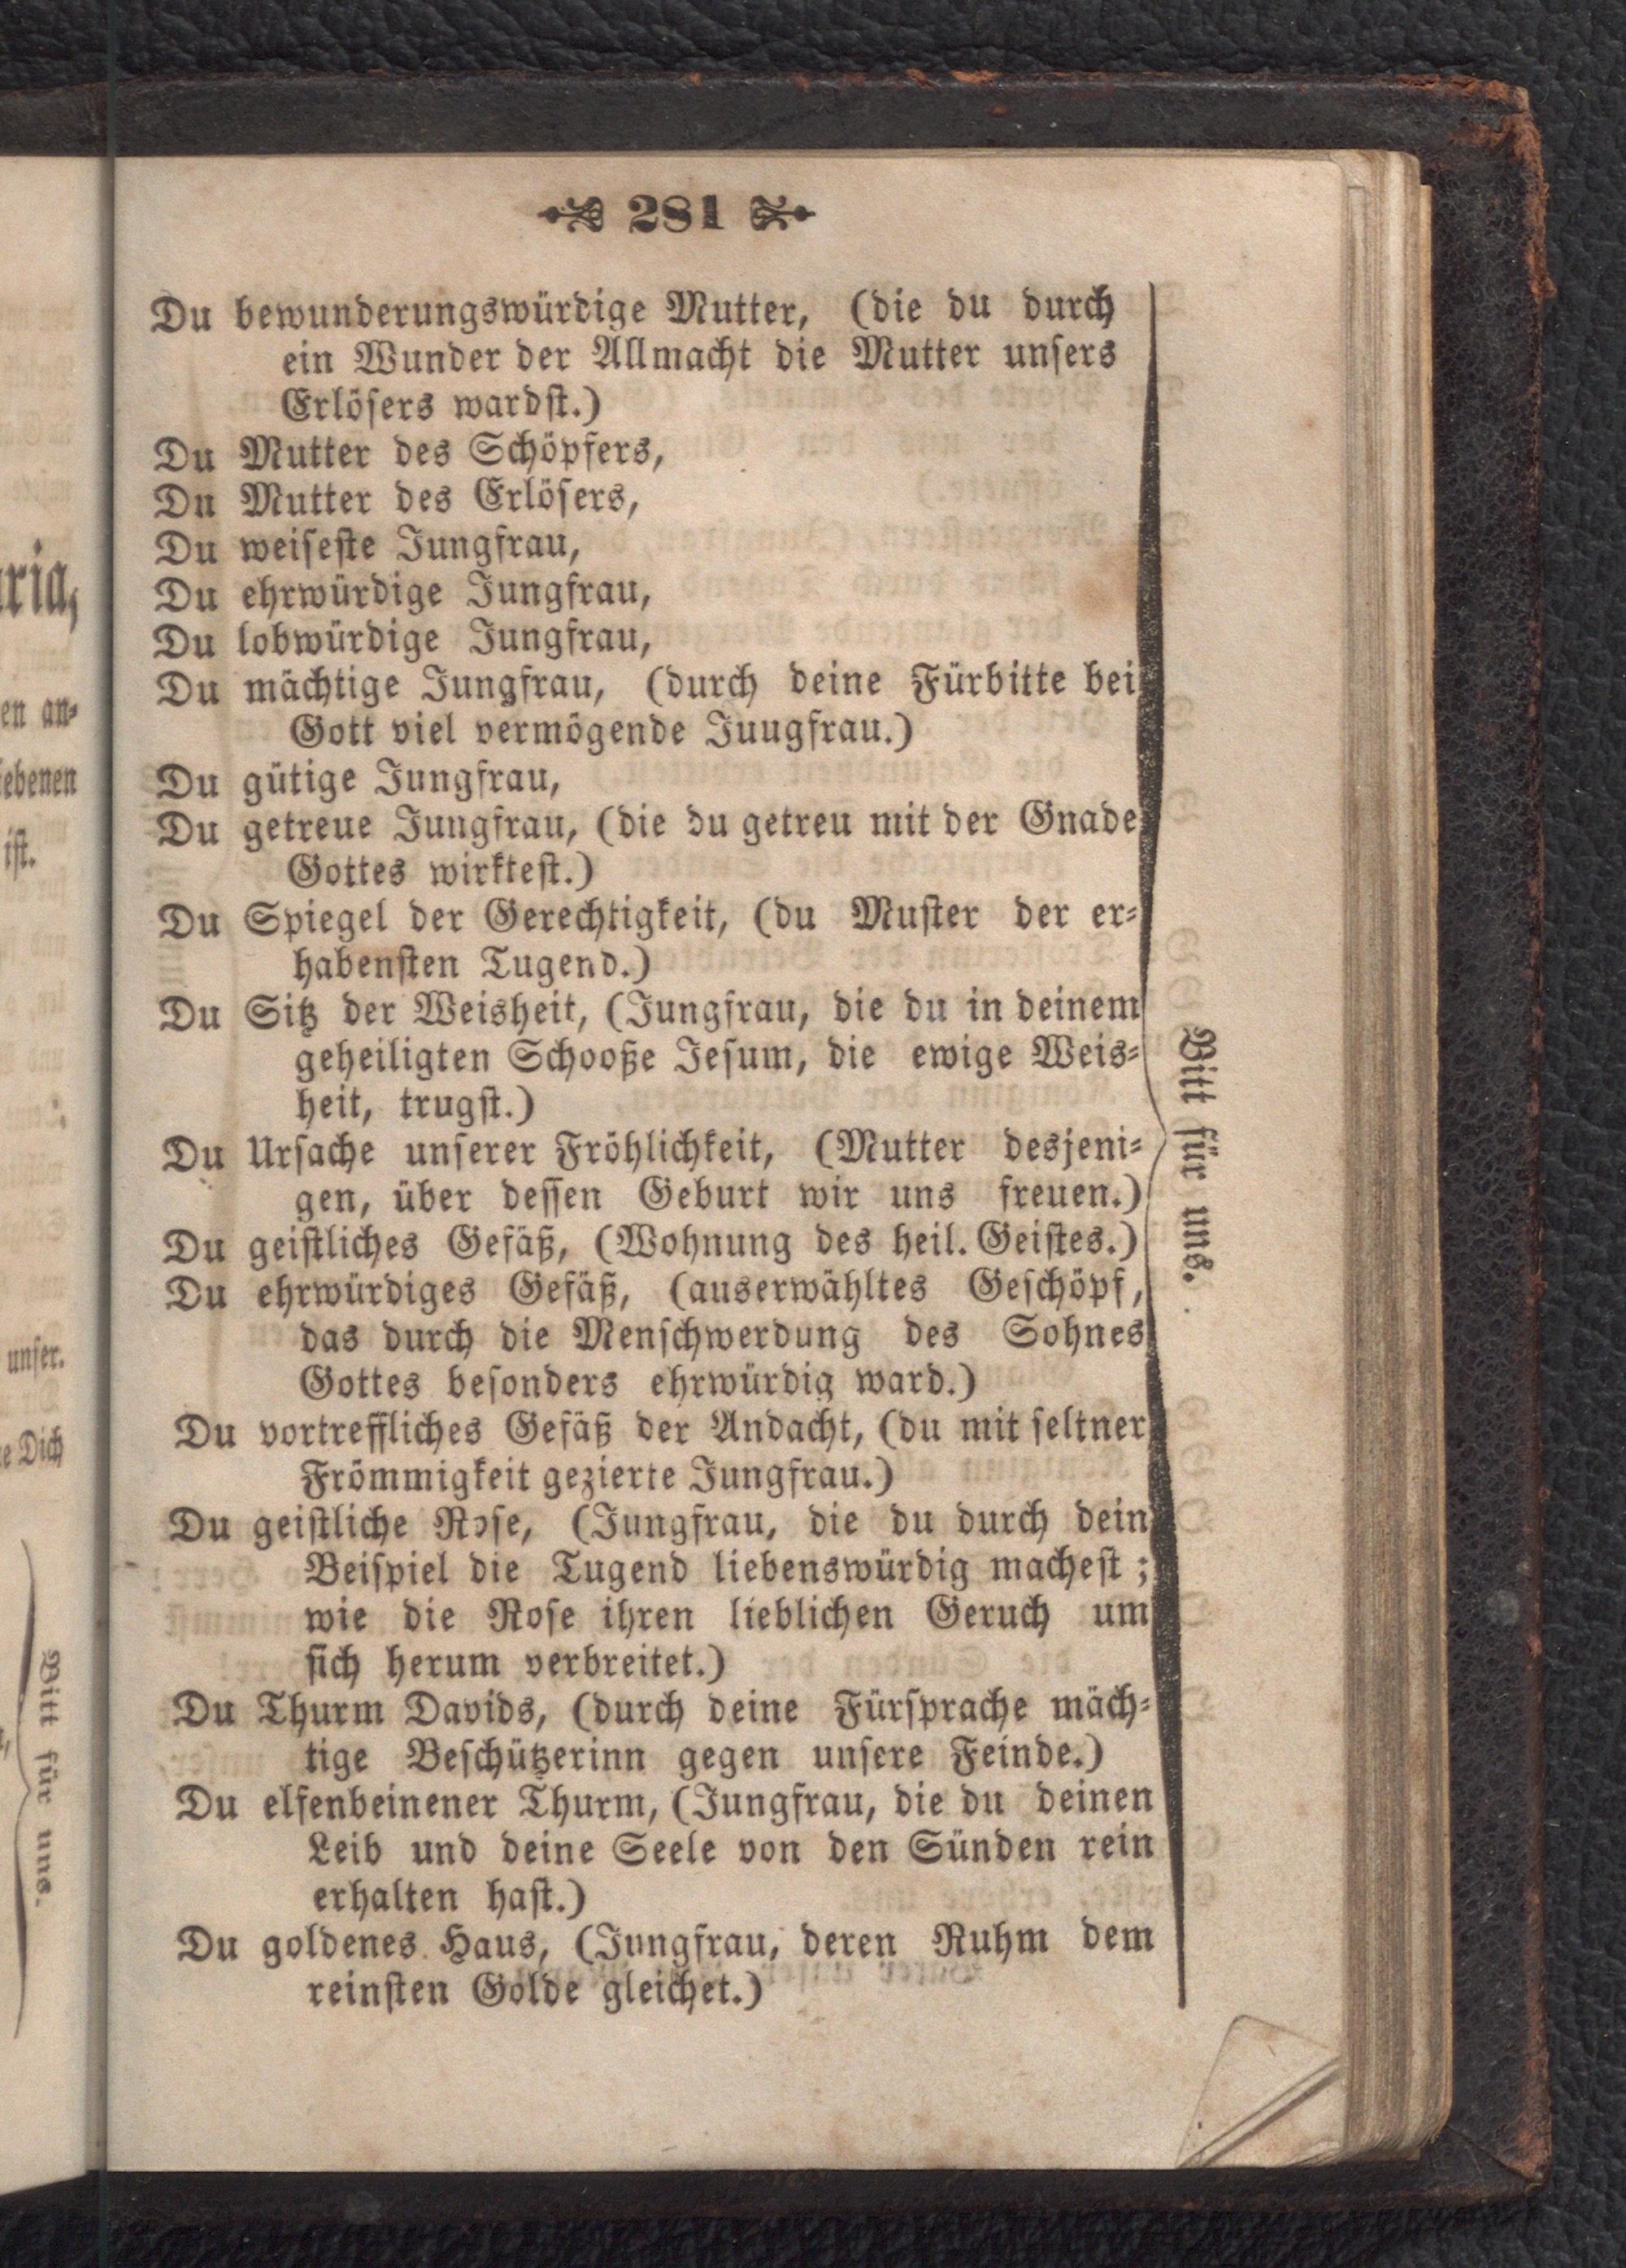 281
Du bewunderungswürdige Mutter, (die du durch
ein Wunder der Allmacht die Mutter unsers
Erlösers wardst.)
Du Mutter des Schöpfers,
Dn Mutter des Erlösers,
Du weiseste Jungfrau,
Du ehrwürdige Jungfrau,
Du lobwürdige Jungfrau,
Du mächtige Jungfrau, (durch deine Fürbitte bei
Gott viel vermögende Juugfrau.)
Du gütige Jungfrau,
Du getreue Jungfrau, (die du getreu mit der Gnade
Gottes wirktest.)
Du Spiegel der Gerechtigkeit, (du Muster der er-
habensten Tugend.)
Du Sitz der Weisheit, (Jungfrau, die du in deinem
geheiligten Schooße Jesum, die ewige Weis-
heit, trugst.)
Du Ursache unserer Fröhlichkeit, (Mutter desjeni-
gen, über dessen Geburt wir uns freuen.)
Du geistliches Gefäß, (Wohnung des heil. Geistes.)
Du ehrwürdiges Gefäß, (auserwähltes Geschöpf,
das durch die Menschwerdung des Sohnes
Gottes besonders ehrwürdig ward.)
Du vortreffliches Gefäß der Andacht, (du mit seltner
Frömmigkeit gezierte Jungfrau.)
Du geistliche Rose, (Jungfrau, die du durch dein
Beispiel die Tugend liebenswürdig machest;
wie die Rose ihren lieblichen Geruch um
sich herum verbreitet.)
Du Thurm Davids, (durch deine Fürsprache mäch-
tige Beschützerinn gegen unsere Feinde.)
Du elfenbeinener Thurm, (Jungfrau, die du deinen
Leib und deine Seele von den Sünden rein
erhalten hast.)
Du goldenes Haus, (Jungfrau, deren Ruhm dem
reinsten Golde gleichet.)
Bitt für uns.
ist.
unser.
Dich
Bitt für uns.